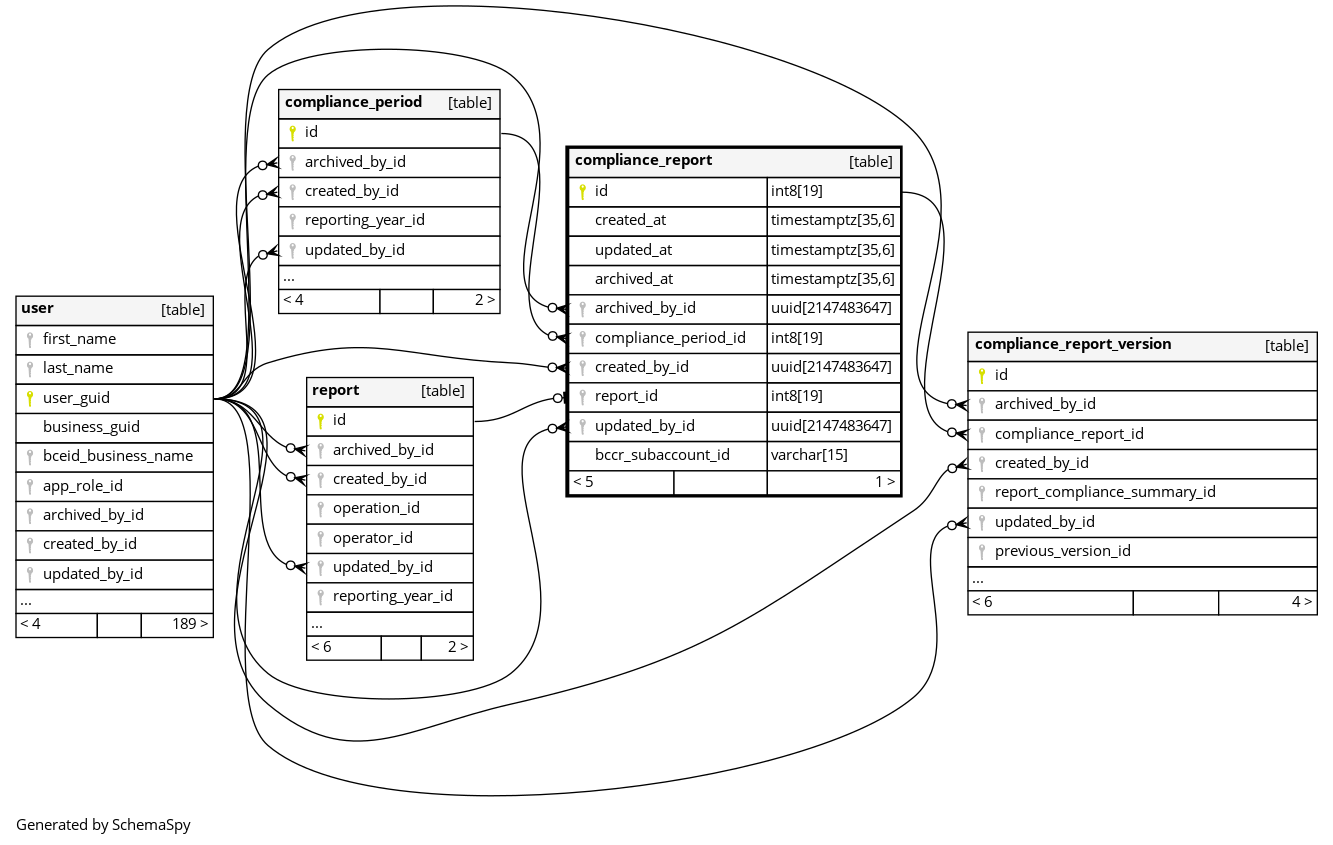 compliance_period [table]
id
archived_by_id
created_by_id
reporting_year_id
updated_by_id
...
< 4 2 >
compliance_report [table]
id int8[19]
created_at timestamptz[35,6]
updated_at timestamptz[35,6]
archived_at timestamptz[35,6]
archived_by_id uuid[2147483647]
compliance_period_id int8[19]
created_by_id uuid[2147483647]
report_id int8[19]
updated_by_id uuid[2147483647]
bccr_subaccount_id varchar[15]
< 5 1 >
user [table]
first_name
last_name
user_guid
business_guid
bceid_business_name
app_role_id
archived_by_id
created_by_id
updated_by_id
...
< 4 189 >
report [table]
id
archived_by_id
created_by_id
operation_id
operator_id
updated_by_id
reporting_year_id
...
< 6 2 >
compliance_report_version [table]
id
archived_by_id
compliance_report_id
created_by_id
report_compliance_summary_id
updated_by_id
previous_version_id
...
< 6 4 >
Generated by SchemaSpy